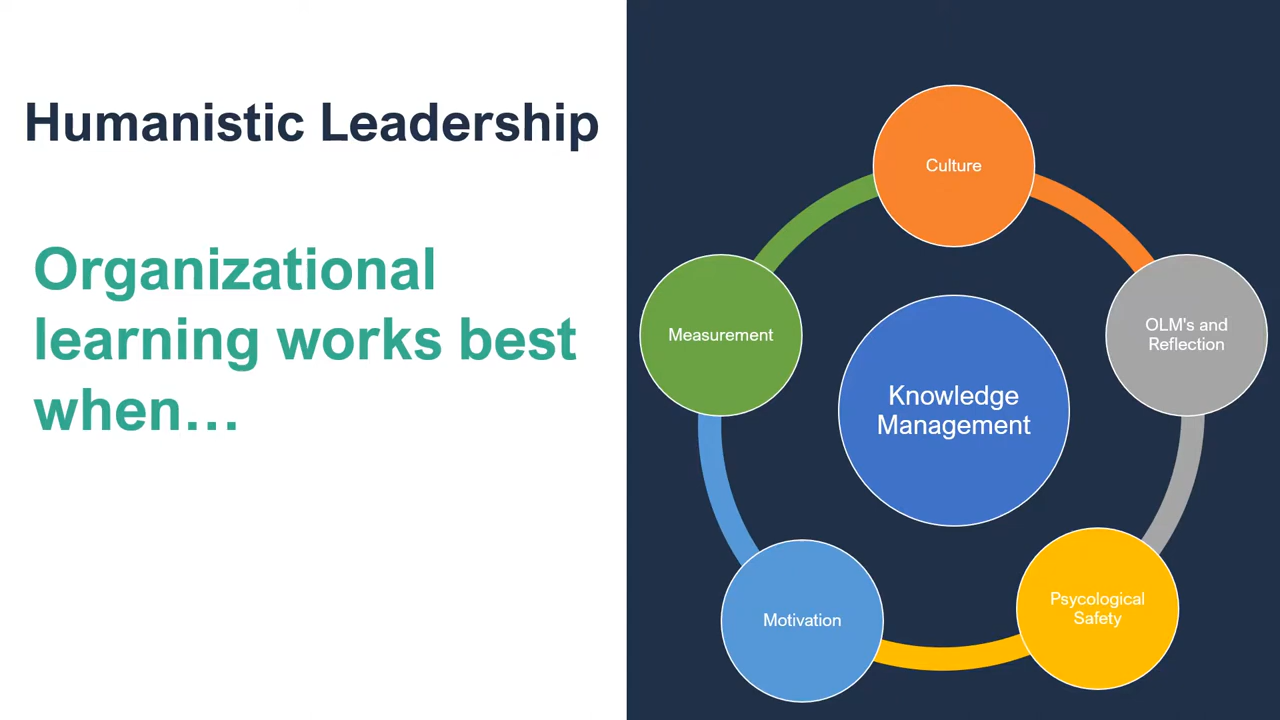 Humanistic Leadership
Organizational
learning works best
when…
Culture
OLM's and
Reflection
Psycological
Safety
Motivation
Measurement
Knowledge
Management